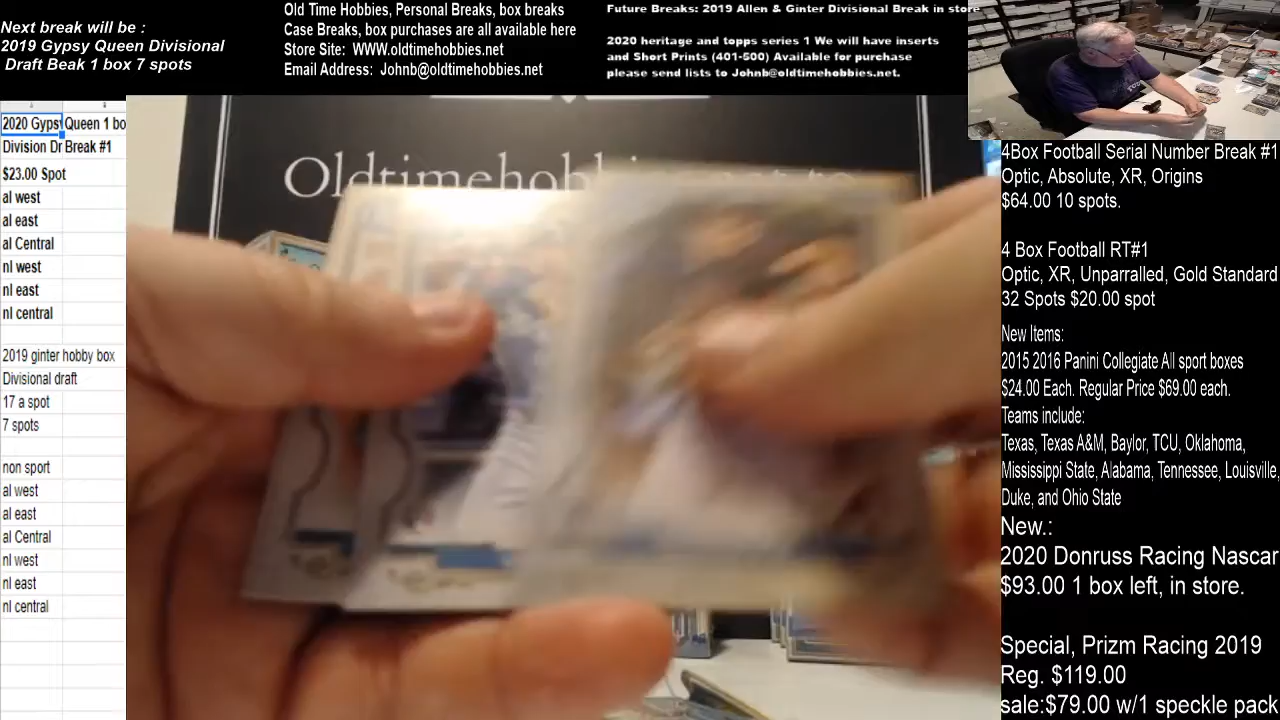 Next break will be :
2019 Gypsy Queen Divisional
Draft Beak 1 box 7 spots
Old Time Hobbies, Personal Breaks, box breaks
Case Breaks, box purchases are all available here
Store Site: WWW.oldtimehobbies.net
Email Address: Johnb@oldtimehobbies.net
Future Breaks: 2019 Allen & Ginter Divisional Break in store
2020 heritage and topps series 1 We will have inserts
and Short Prints (401-500) Available for purchase
please send lists to Johnb@oldtimehobbies.net.
2020 Gypsy Queen 1 bo
Division Dr Break #1
$23.00 Spot
al west
al east
al Central
nl west
nl east
nl central
2019 ginter hobby box
Divisional draft
17 a spot
7 spots
non sport
al west
al east
al Central
nl west
nl east
nl central
Oldtimehobbi
4Box Football Serial Number Break #1
Optic, Absolute, XR, Origins
$64.00 10 spots.
4 Box Football RT#1
Optic, XR, Unparralled, Gold Standard
32 Spots $20.00 spot
New Items:
2015 2016 Panini Collegiate All sport boxes
$24.00 Each. Regular Price $69.00 each.
Teams include:
Texas, Texas A&M, Baylor, TCU, Oklahoma,
Mississippi State, Alabama, Tennessee, Louisville,
Duke, and Ohio State
New.:
2020 Donruss Racing Nascar
$93.00 1 box left, in store.
Special, Prizm Racing 2019
Reg. $119.00
sale:$79.00 w/1 speckle pack